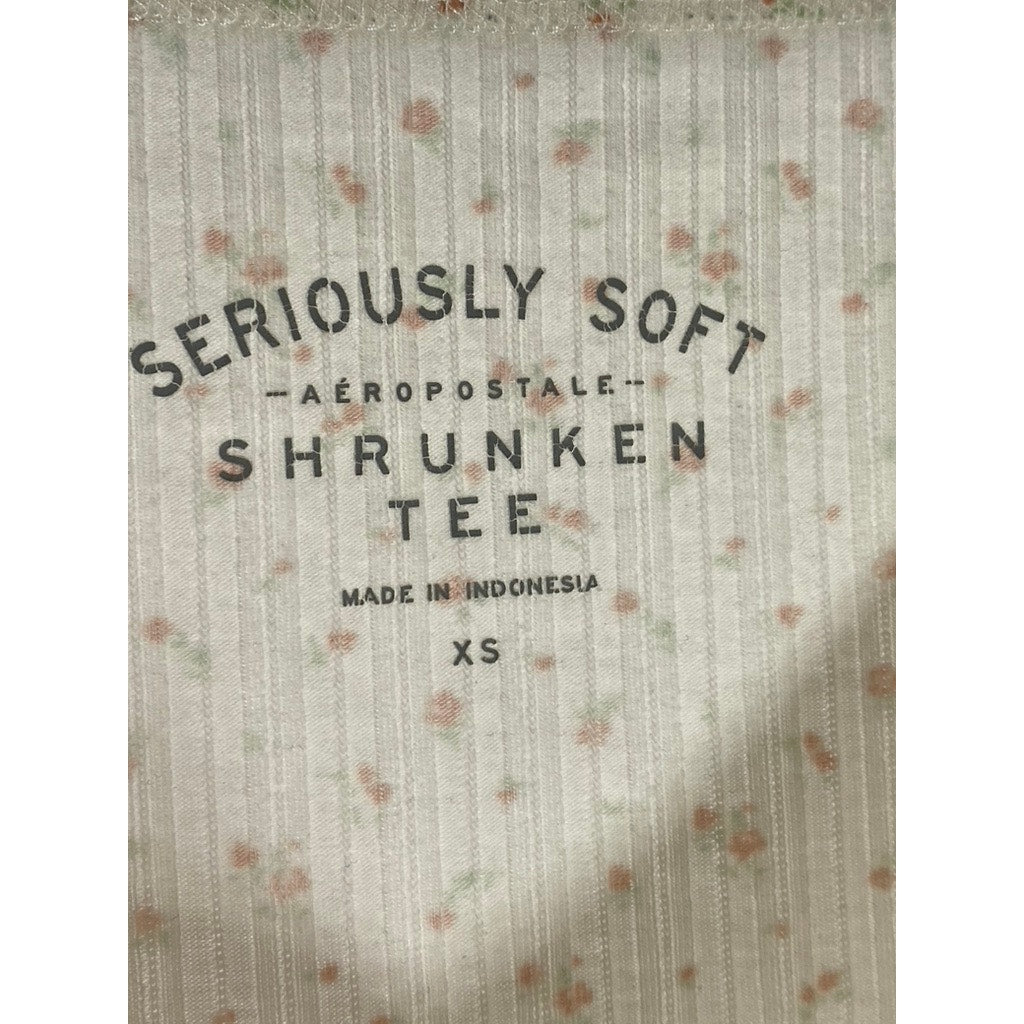 SERIOUSLY SOFT
-AÉROPOSTALE-
SHRUNKEN
TEE
MADE IN INDONESIA
XS